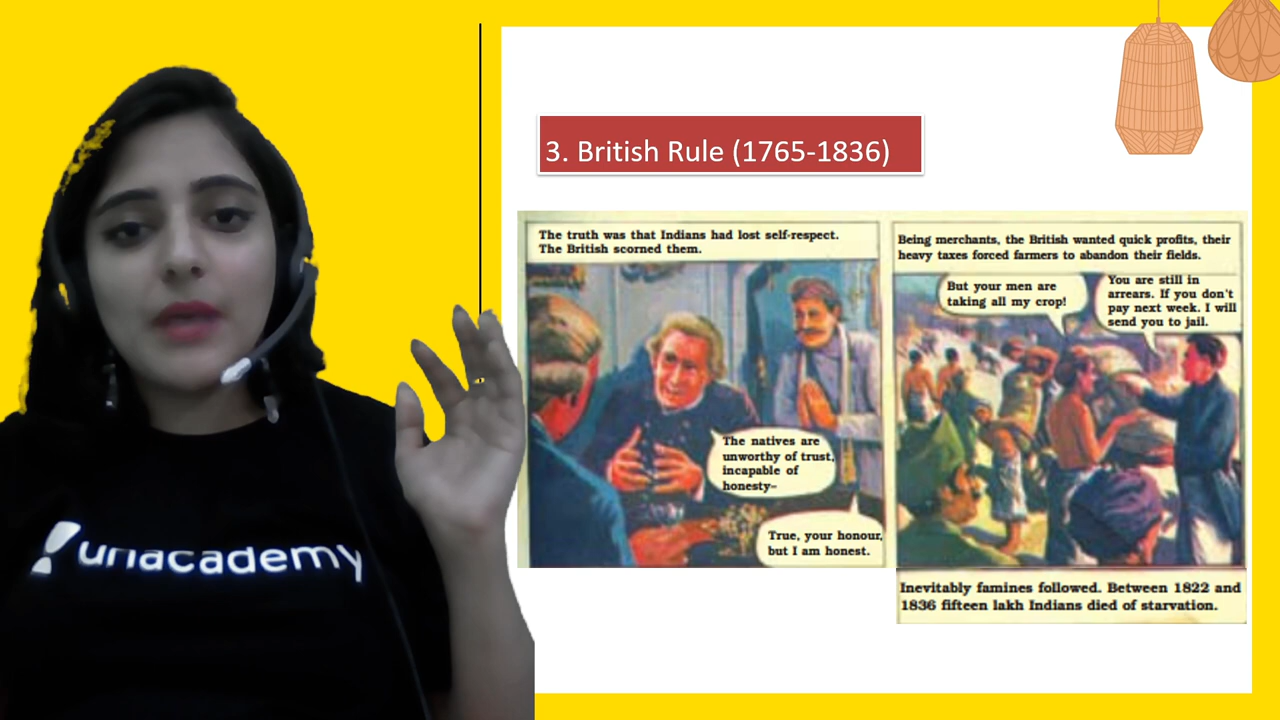 3. British Rule (1765-1836)
The truth was that Indians had lost self-respect.
The British scorned them.
The natives are
unworthy of trust,
incapable of
honesty–
True, your honour,
but I am honest.
Being merchants, the British wanted quick profits, their
heavy taxes forced farmers to abandon their fields.
But your men are
taking all my crop!
You are still in
arrears. If you don't
pay next week. I will
send you to jail.
Inevitably famines followed. Between 1822 and
1836 fifteen lakh Indians died of starvation.
unacademy